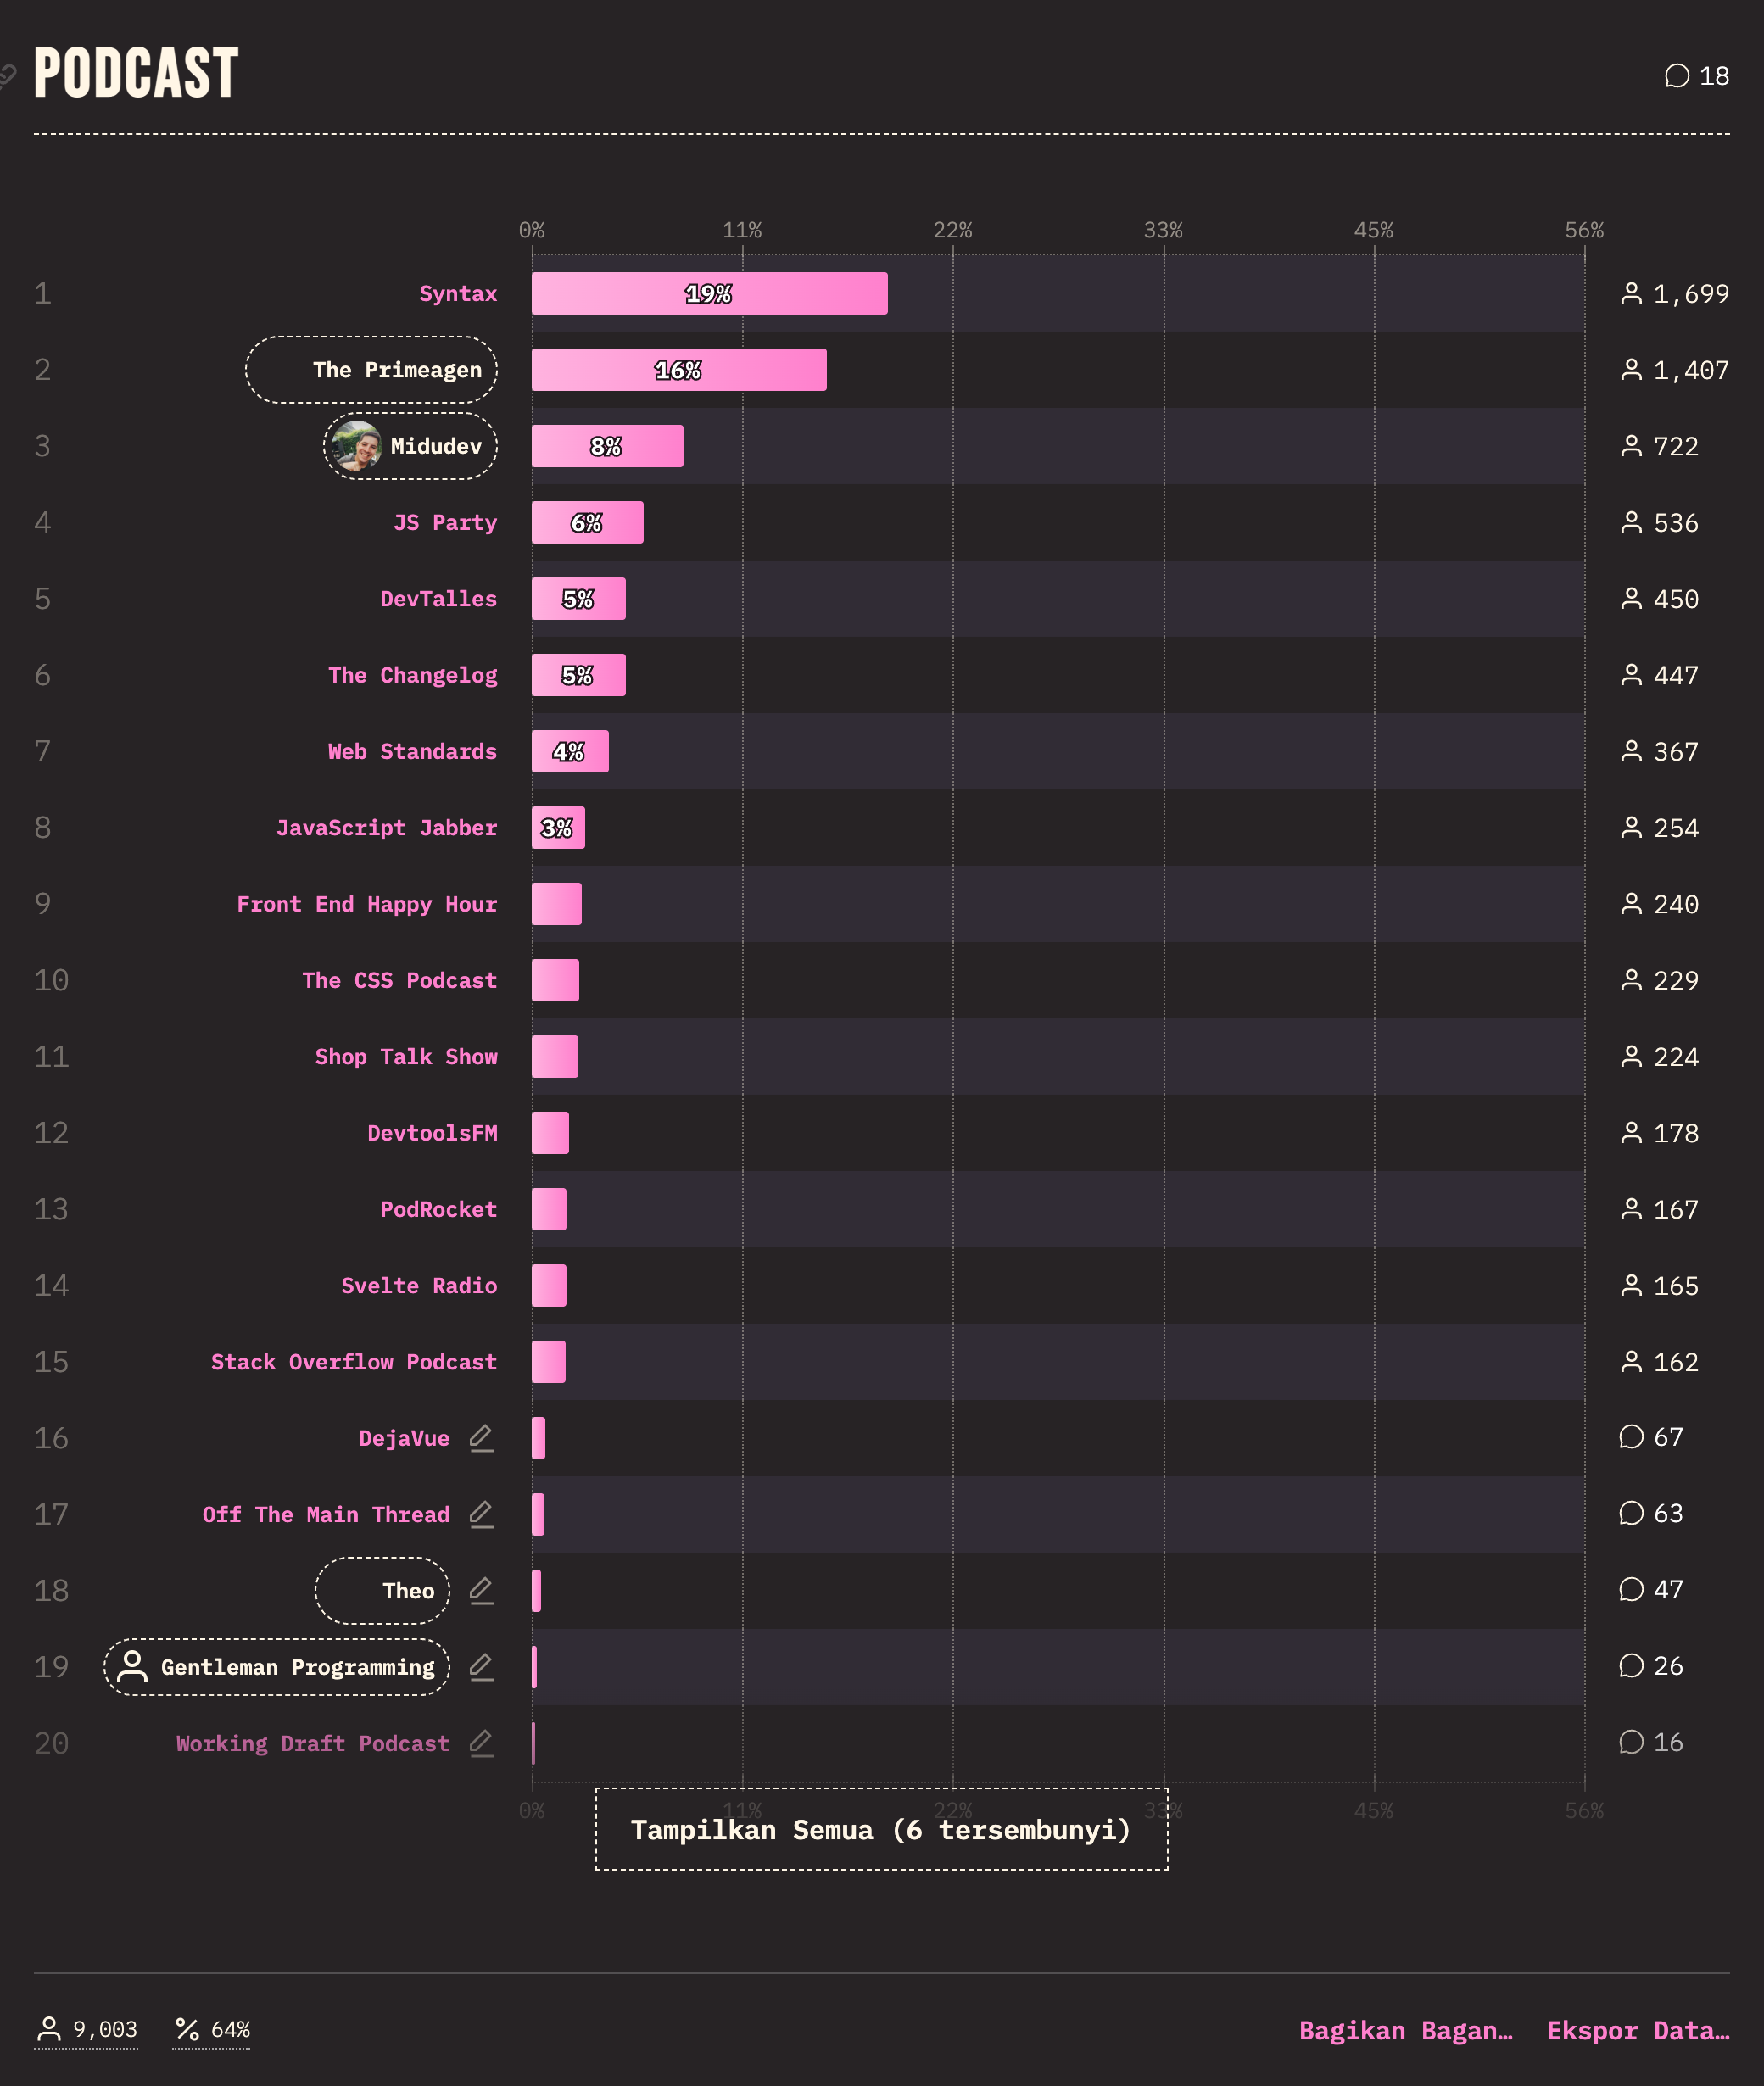 PODCAST 18
0% 11% 22% 33% 45% 56%
1 Syntax 19% 1,699
2 The Primeagen 16% 1,407
3 Midudev 8% 722
4 JS Party 6% 536
5 DevTalles 5% 450
6 The Changelog 5% 447
7 Web Standards 4% 367
8 JavaScript Jabber 3% 254
9 Front End Happy Hour 240
10 The CSS Podcast 229
11 Shop Talk Show 224
12 DevtoolsFM 178
13 PodRocket 167
14 Svelte Radio 165
15 Stack Overflow Podcast 162
16 DejaVue 67
17 Off The Main Thread 63
18 Theo 47
19 Gentleman Programming 26
20 Working Draft Podcast 16
0% 11% 22% 33% 45% 56%
Tampilkan Semua (6 tersembunyi)
9,003 64% Bagikan Bagan… Ekspor Data…